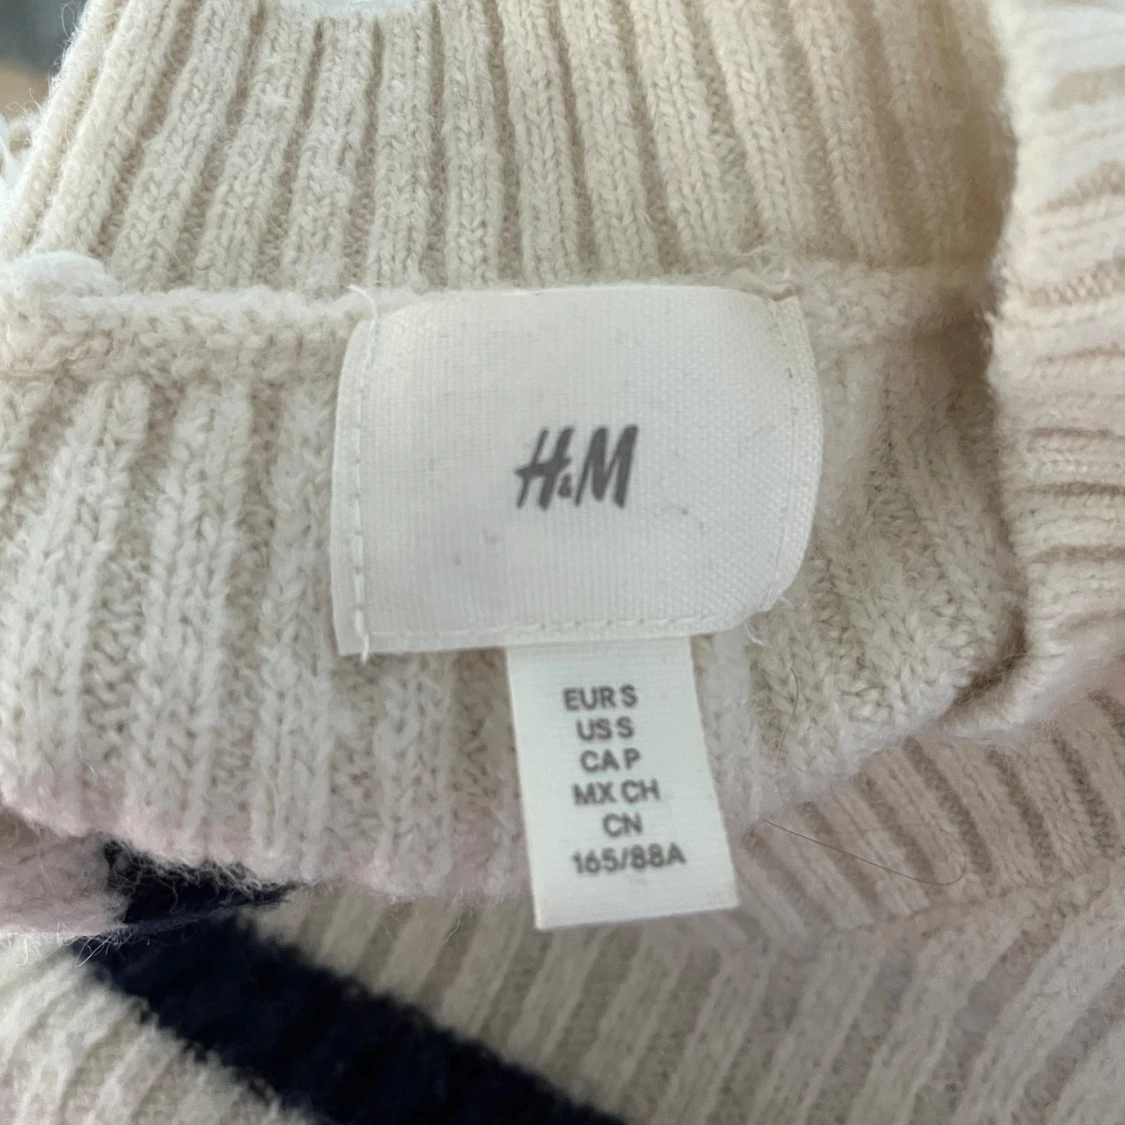 H&M
EUR S
US S
CA P
MX CH
CN
165/88A